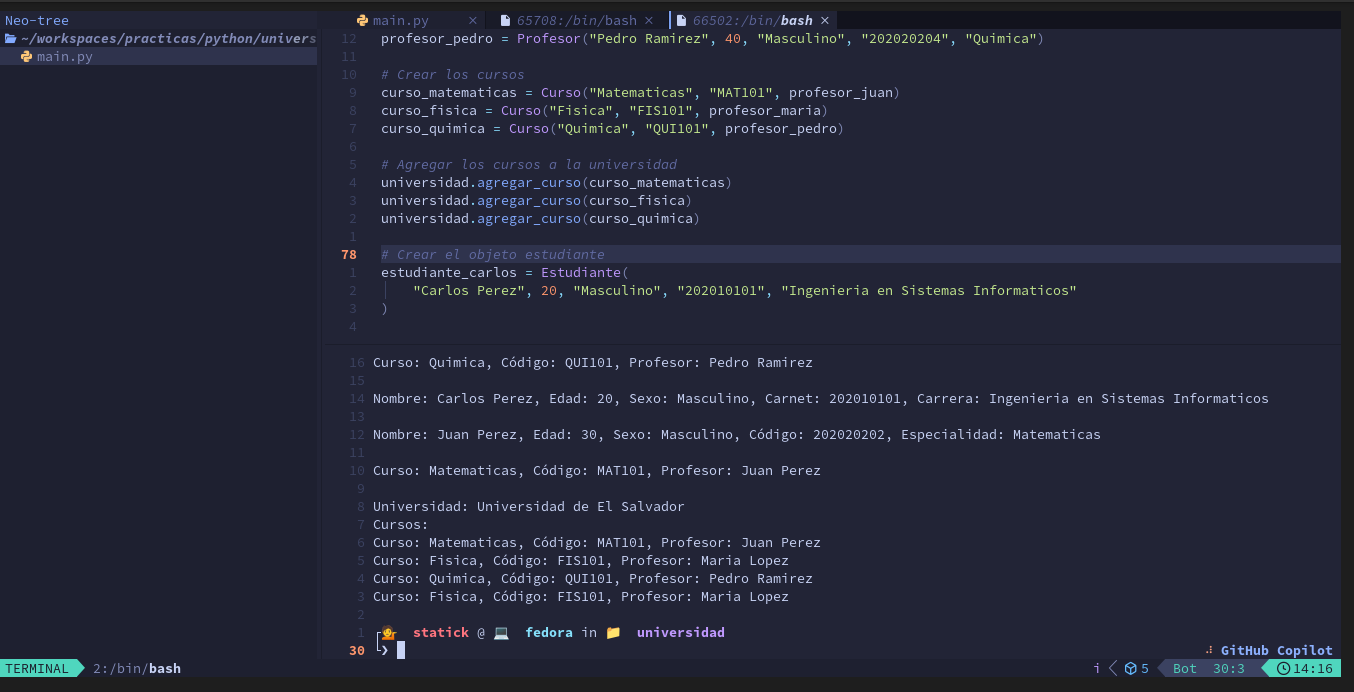 Neo-tree
~/workspaces/practicas/python/univers
main.py
main.py × 65708:/bin/bash × 66502:/bin/bash ×
12 profesor_pedro = Profesor("Pedro Ramirez", 40, "Masculino", "202020204", "Quimica")
11
10 # Crear los cursos
9 curso_matematicas = Curso("Matematicas", "MAT101", profesor_juan)
8 curso_fisica = Curso("Fisica", "FIS101", profesor_maria)
7 curso_quimica = Curso("Quimica", "QUI101", profesor_pedro)
6
5 # Agregar los cursos a la universidad
4 universidad.agregar_curso(curso_matematicas)
3 universidad.agregar_curso(curso_fisica)
2 universidad.agregar_curso(curso_quimica)
1
78 # Crear el objeto estudiante
1 estudiante_carlos = Estudiante(
2 "Carlos Perez", 20, "Masculino", "202010101", "Ingenieria en Sistemas Informaticos"
3 )
4
16 Curso: Quimica, Código: QUI101, Profesor: Pedro Ramirez
15
14 Nombre: Carlos Perez, Edad: 20, Sexo: Masculino, Carnet: 202010101, Carrera: Ingenieria en Sistemas Informaticos
13
12 Nombre: Juan Perez, Edad: 30, Sexo: Masculino, Código: 202020202, Especialidad: Matematicas
11
10 Curso: Matematicas, Código: MAT101, Profesor: Juan Perez
9
8 Universidad: Universidad de El Salvador
7 Cursos:
6 Curso: Matematicas, Código: MAT101, Profesor: Juan Perez
5 Curso: Fisica, Código: FIS101, Profesor: Maria Lopez
4 Curso: Quimica, Código: QUI101, Profesor: Pedro Ramirez
3 Curso: Fisica, Código: FIS101, Profesor: Maria Lopez
2
1 statick @ 💻 fedora in 📁 universidad
30 ❯
GitHub Copilot
TERMINAL 2:/bin/bash i 5 Bot 30:3 14:16